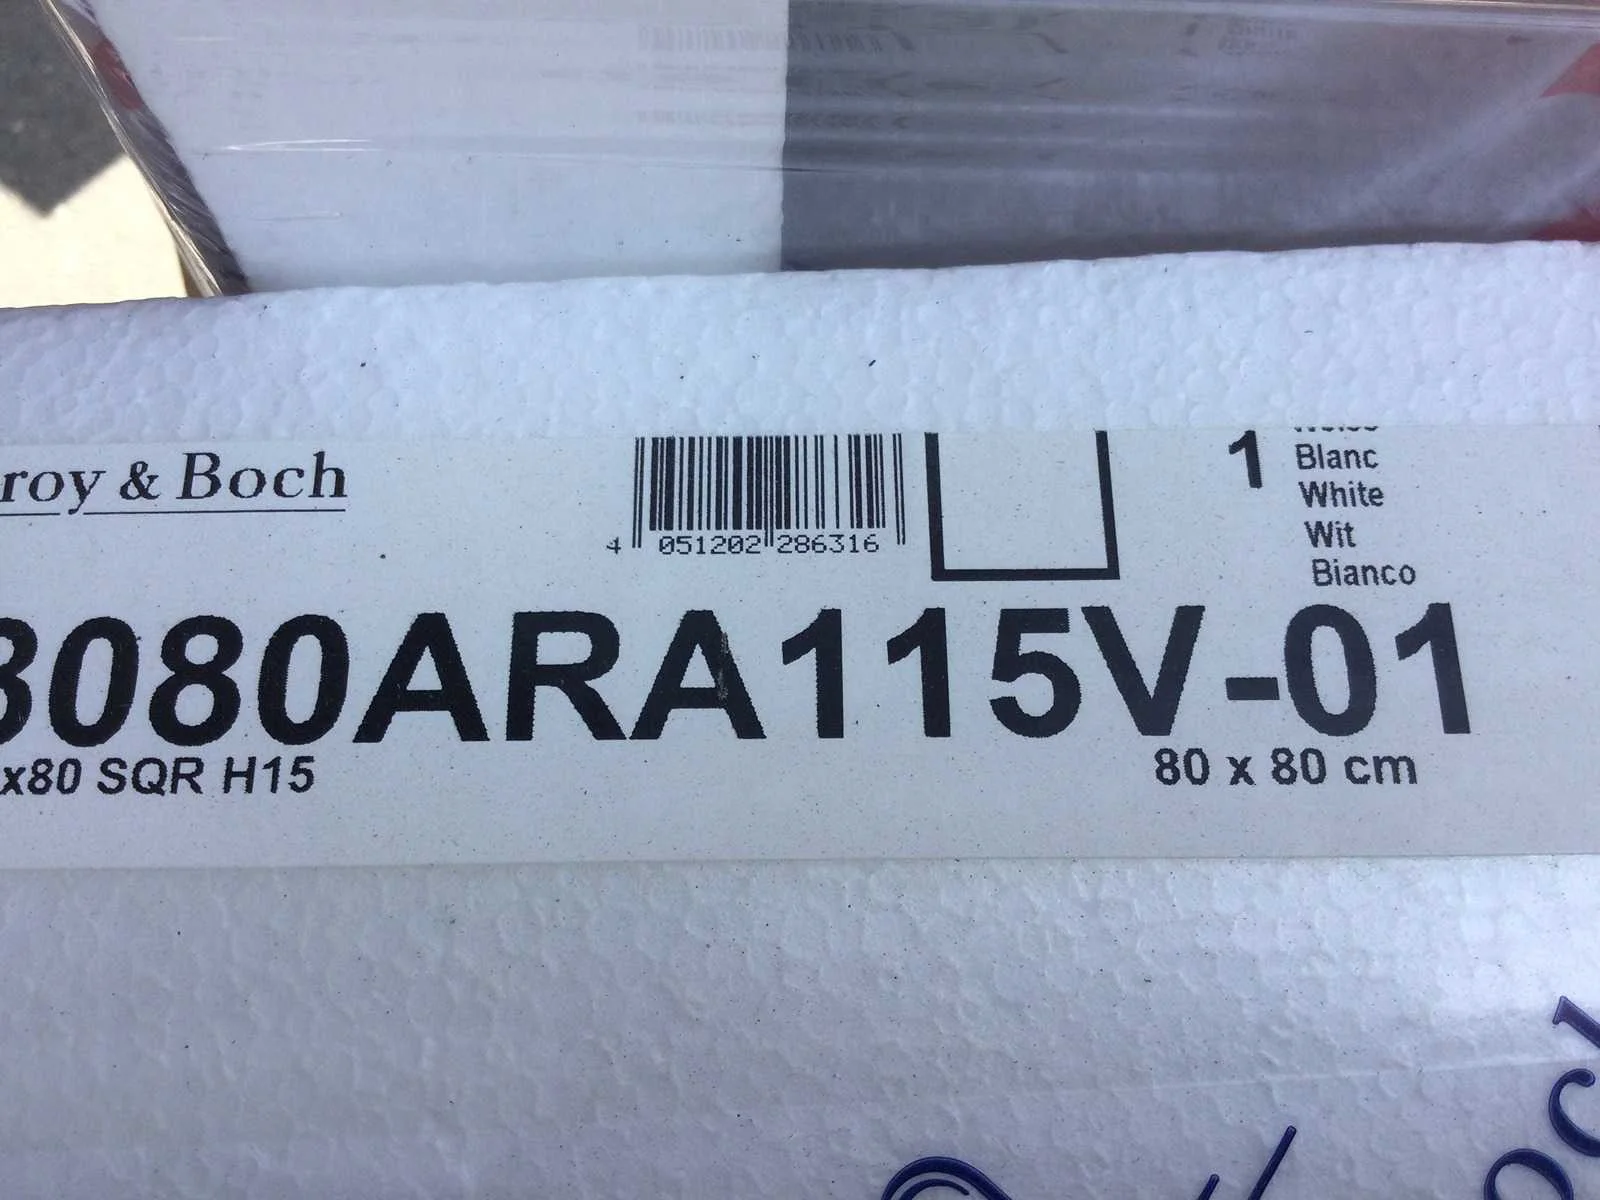 roy & Boch
4 051202 286316
1
Blanc
White
Wit
Bianco
8080ARA115V-01
x80 SQR H15
80 x 80 cm